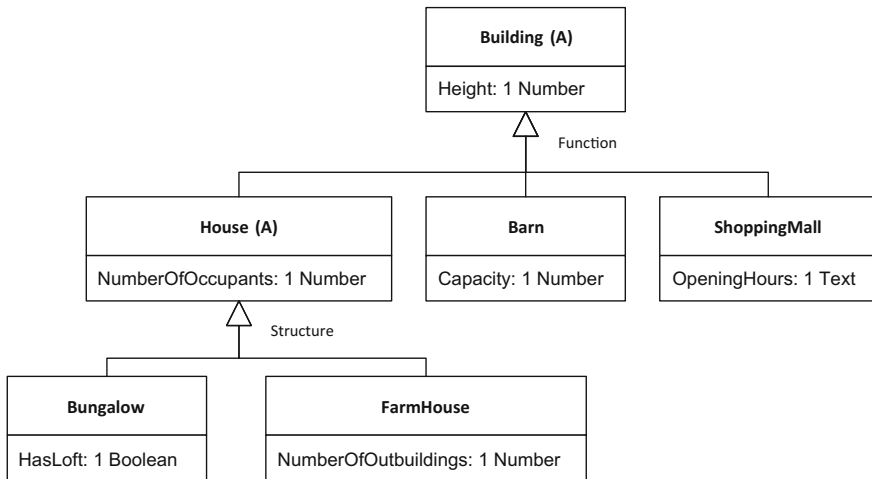 Building (A)
Height: 1 Number
Function
House (A)
NumberOfOccupants: 1 Number
Barn
Capacity: 1 Number
ShoppingMall
OpeningHours: 1 Text
Structure
Bungalow
HasLoft: 1 Boolean
FarmHouse
NumberOfOutbuildings: 1 Number